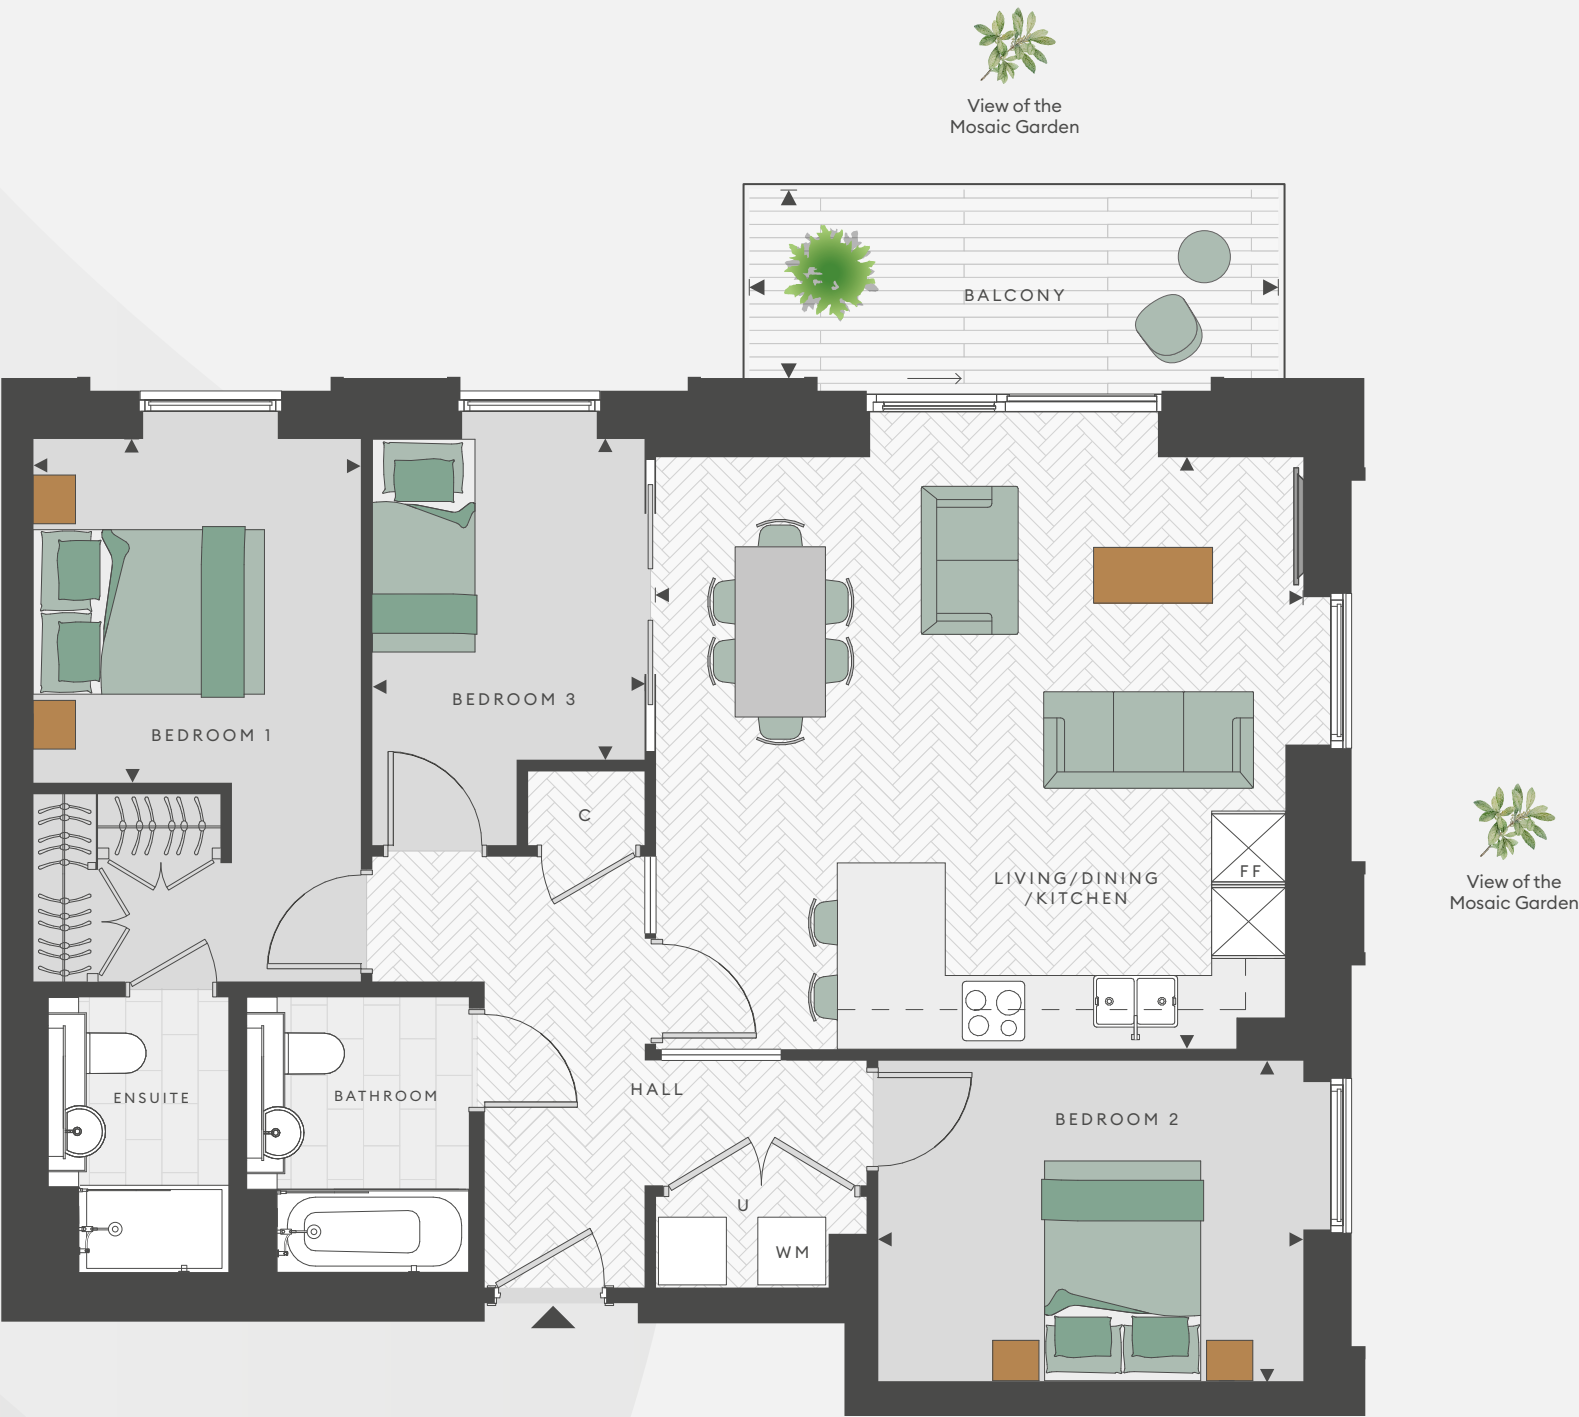 View of the
Mosaic Garden
BALCONY
BEDROOM 3
BEDROOM 1
C
LIVING/DINING
/KITCHEN
FF
View of the
Mosaic Garden
HALL
ENSUITE
BATHROOM
BEDROOM 2
U
WM